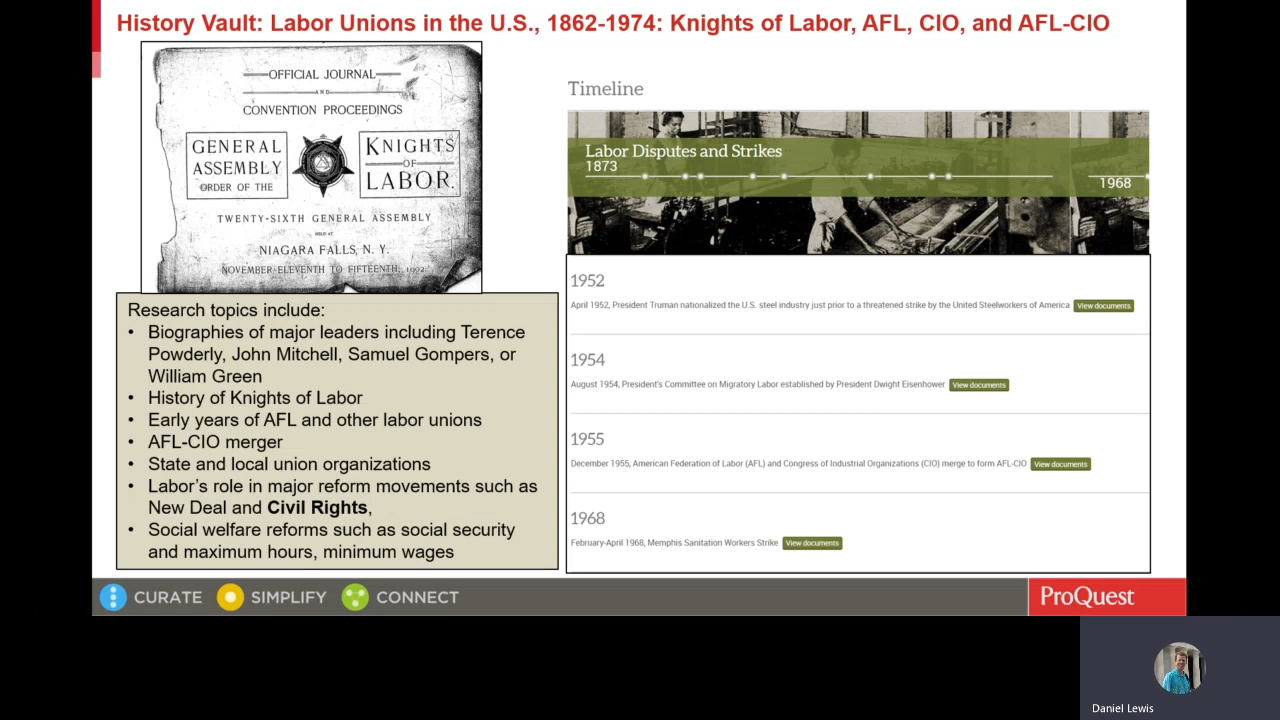 History Vault: Labor Unions in the U.S., 1862-1974: Knights of Labor, AFL, CIO, and AFL-CIO
OFFICIAL JOURNAL
AND
CONVENTION PROCEEDINGS
GENERAL
ASSEMBLY
ORDER OF THE
KNIGHTS
OF
LABOR.
TWENTY-SIXTH GENERAL ASSEMBLY
HELD AT
NIAGARA FALLS, N. Y.
NOVEMBER ELEVENTH TO FIFTEENTH, 1902
Research topics include:
• Biographies of major leaders including Terence
Powderly, John Mitchell, Samuel Gompers, or
William Green
• History of Knights of Labor
• Early years of AFL and other labor unions
• AFL-CIO merger
• State and local union organizations
• Labor's role in major reform movements such as
New Deal and Civil Rights,
• Social welfare reforms such as social security
and maximum hours, minimum wages
Timeline
Labor Disputes and Strikes
1873
1968
1952
April 1952, President Truman nationalized the U.S. steel industry just prior to a threatened strike by the United Steelworkers of America View documents
1954
August 1954, President's Committee on Migratory Labor established by President Dwight Eisenhower View documents
1955
December 1955, American Federation of Labor (AFL) and Congress of Industrial Organizations (CIO) merge to form AFL-CIO View documents
1968
February-April 1968, Memphis Sanitation Workers Strike View documents
CURATE SIMPLIFY CONNECT
ProQuest
Daniel Lewis